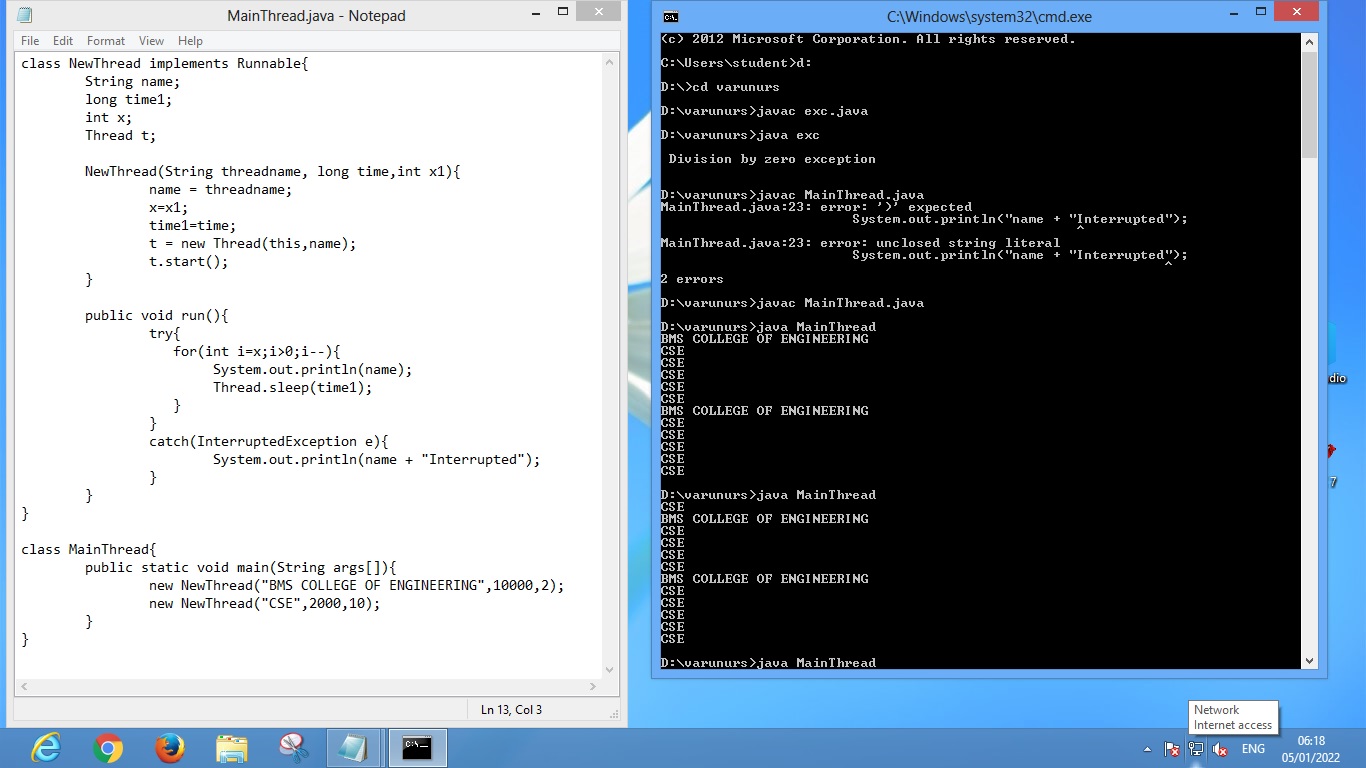 MainThread.java - Notepad
File Edit Format View Help
class NewThread implements Runnable{
String name;
long time1;
int x;
Thread t;
NewThread(String threadname, long time,int x1){
name = threadname;
x=x1;
time1=time;
t = new Thread(this,name);
t.start();
}
public void run(){
try{
for(int i=x;i>0;i--){
System.out.println(name);
Thread.sleep(time1);
}
}
catch(InterruptedException e){
System.out.println(name + "Interrupted");
}
}
}
class MainThread{
public static void main(String args[]){
new NewThread("BMS COLLEGE OF ENGINEERING",10000,2);
new NewThread("CSE",2000,10);
}
}
Ln 13, Col 3
C:\Windows\system32\cmd.exe
(c) 2012 Microsoft Corporation. All rights reserved.
C:\Users\student>d:
D:\>cd varunurs
D:\varunurs>javac exc.java
D:\varunurs>java exc
Division by zero exception
D:\varunurs>javac MainThread.java
MainThread.java:23: error: ')' expected
System.out.println("name + "Interrupted");
^
MainThread.java:23: error: unclosed string literal
System.out.println("name + "Interrupted");
^
2 errors
D:\varunurs>javac MainThread.java
D:\varunurs>java MainThread
BMS COLLEGE OF ENGINEERING
CSE
CSE
CSE
CSE
CSE
BMS COLLEGE OF ENGINEERING
CSE
CSE
CSE
CSE
CSE
D:\varunurs>java MainThread
CSE
BMS COLLEGE OF ENGINEERING
CSE
CSE
CSE
CSE
BMS COLLEGE OF ENGINEERING
CSE
CSE
CSE
CSE
CSE
D:\varunurs>java MainThread
dio
7
Network
Internet access
C:\_
ENG
06:18
05/01/2022